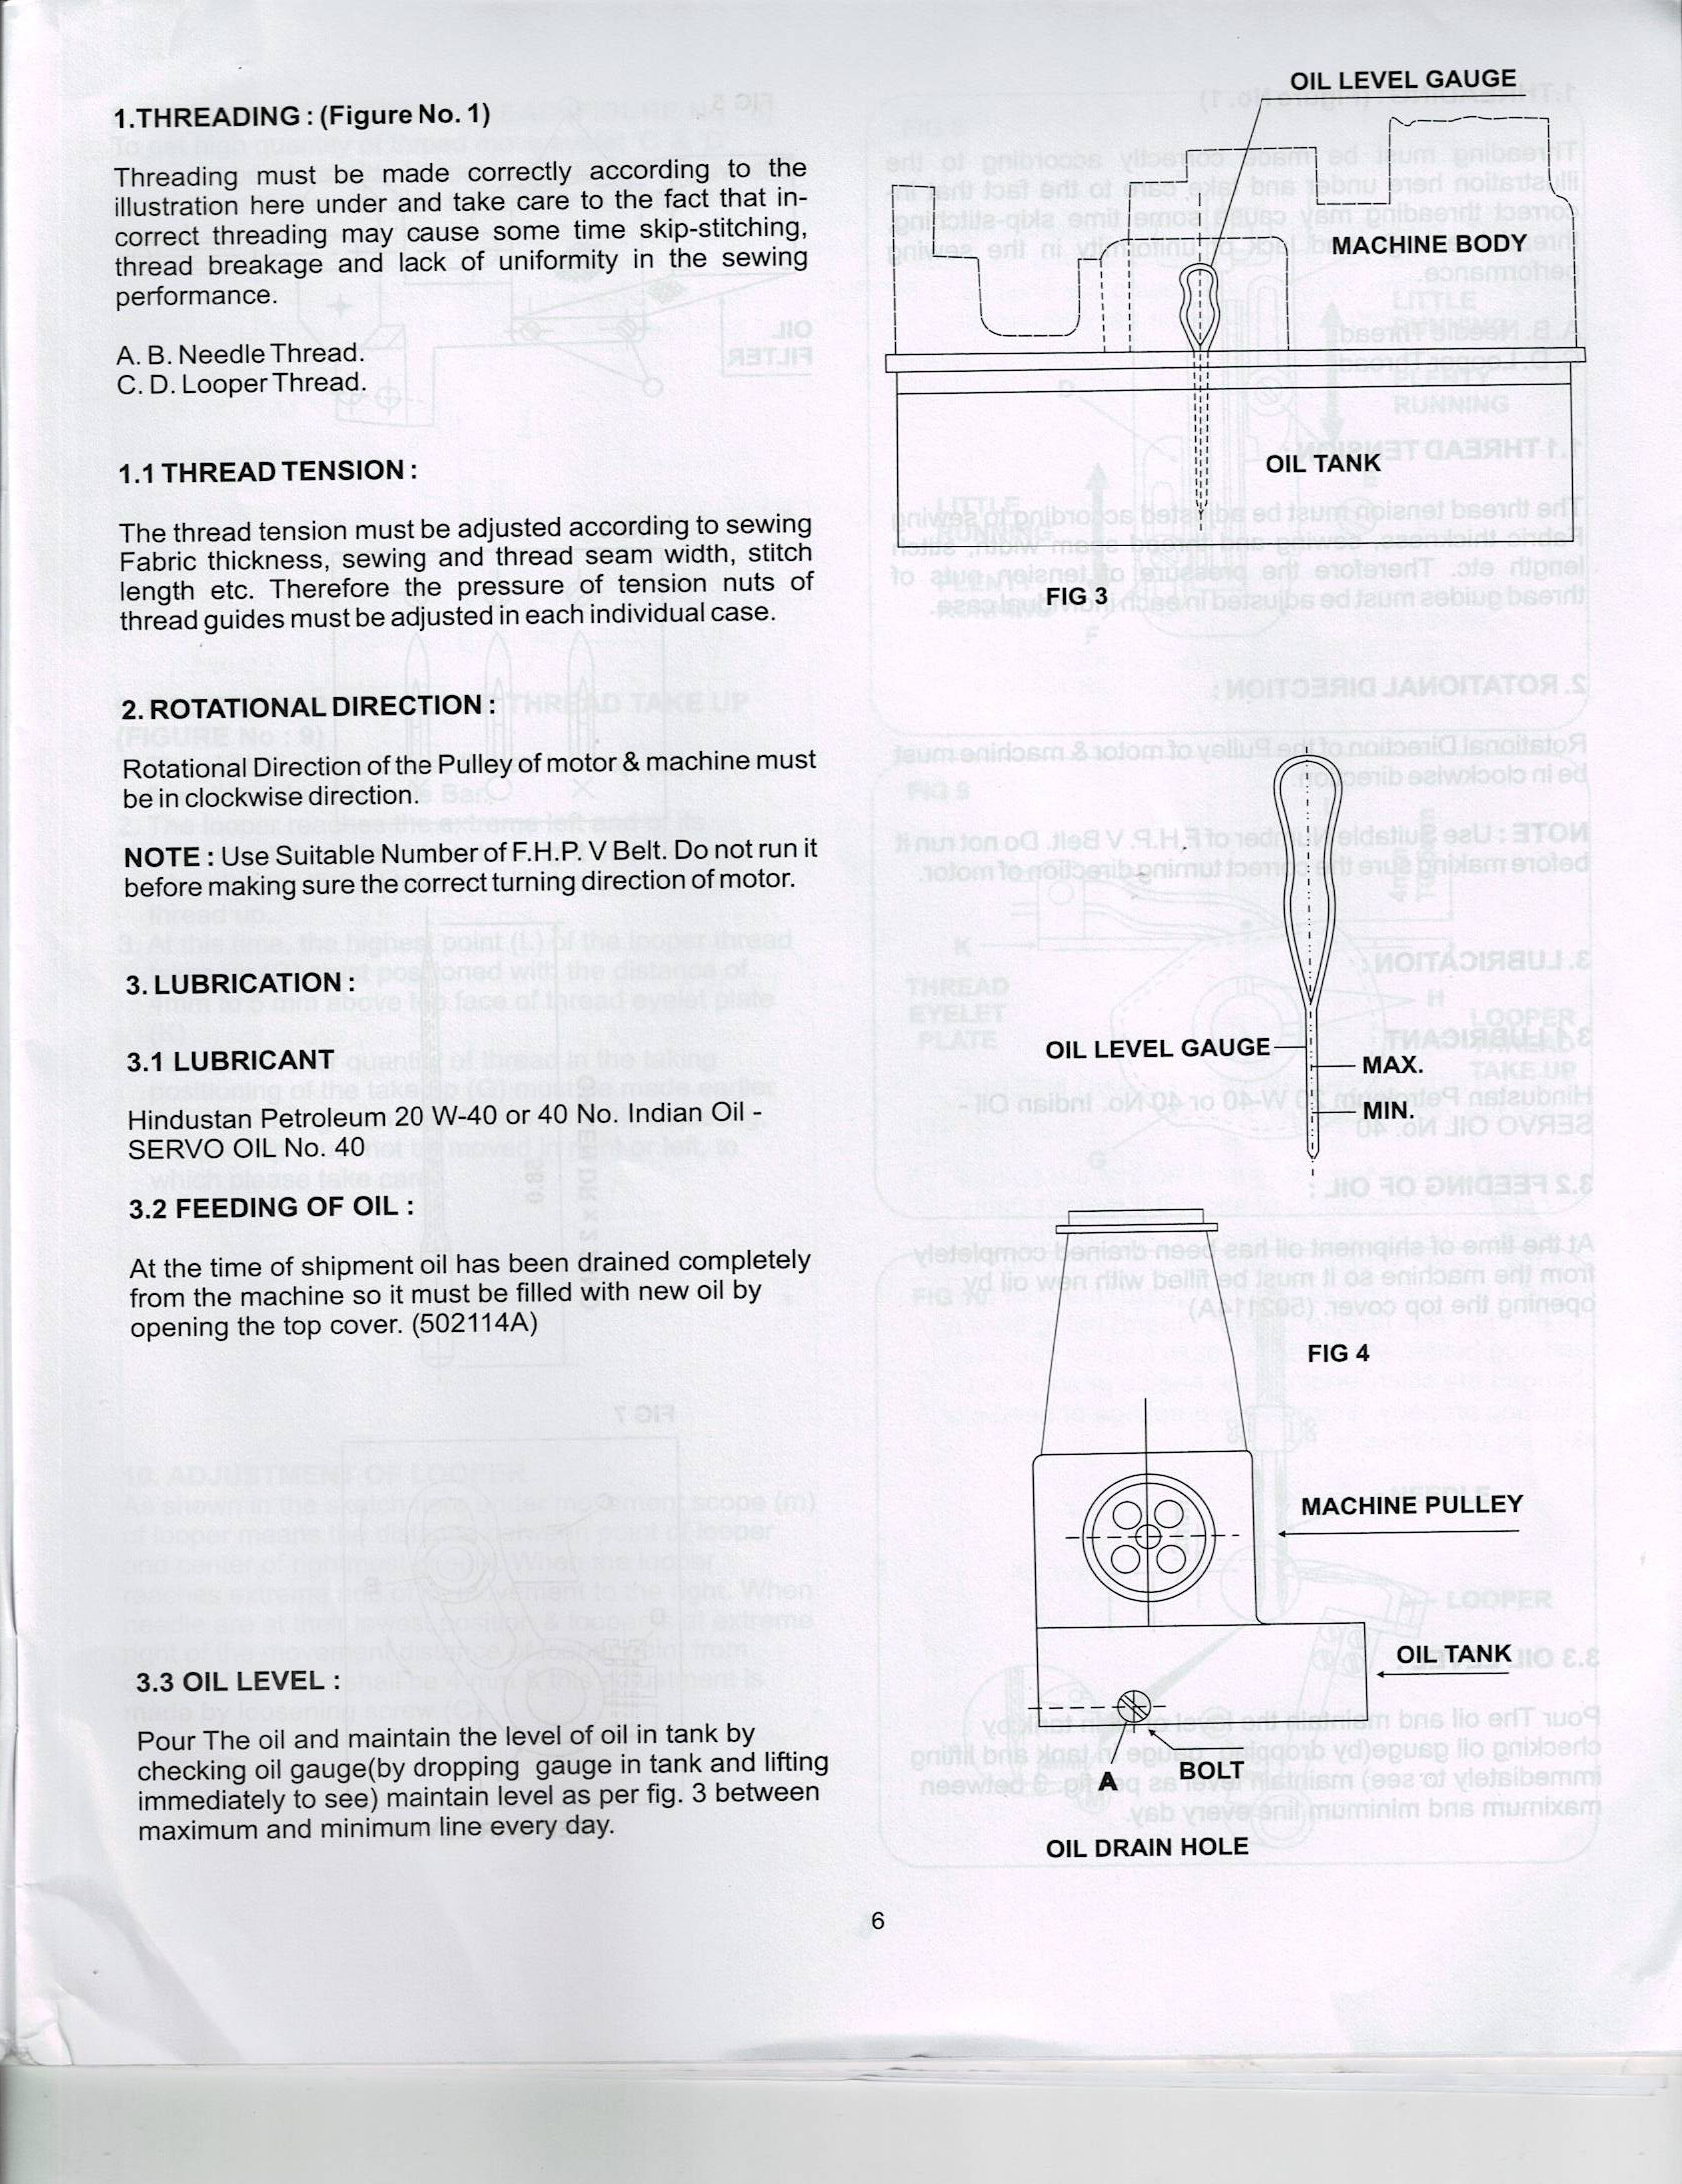 1.THREADING : (Figure No. 1)
Threading must be made correctly according to the
illustration here under and take care to the fact that in-
correct threading may cause some time skip-stitching,
thread breakage and lack of uniformity in the sewing
performance.
A. B. Needle Thread.
C. D. Looper Thread.
1.1 THREAD TENSION :
The thread tension must be adjusted according to sewing
Fabric thickness, sewing and thread seam width, stitch
length etc. Therefore the pressure of tension nuts of
thread guides must be adjusted in each individual case.
2. ROTATIONAL DIRECTION :
Rotational Direction of the Pulley of motor & machine must
be in clockwise direction.
NOTE : Use Suitable Number of F.H.P. V Belt. Do not run it
before making sure the correct turning direction of motor.
3. LUBRICATION :
3.1 LUBRICANT
Hindustan Petroleum 20 W-40 or 40 No. Indian Oil -
SERVO OIL No. 40
3.2 FEEDING OF OIL :
At the time of shipment oil has been drained completely
from the machine so it must be filled with new oil by
opening the top cover. (502114A)
3.3 OIL LEVEL :
Pour The oil and maintain the level of oil in tank by
checking oil gauge(by dropping gauge in tank and lifting
immediately to see) maintain level as per fig. 3 between
maximum and minimum line every day.
OIL LEVEL GAUGE
MACHINE BODY
OIL TANK
FIG 3
OIL LEVEL GAUGE
MAX.
MIN.
FIG 4
MACHINE PULLEY
OIL TANK
A
BOLT
OIL DRAIN HOLE
6